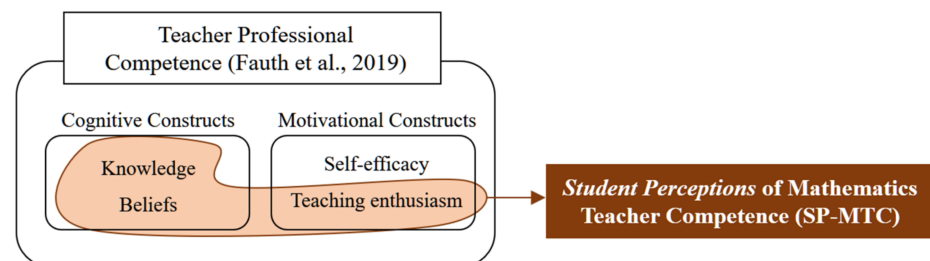 Teacher Professional
Competence (Fauth et al., 2019)
Cognitive Constructs
Knowledge
Beliefs
Motivational Constructs
Self-efficacy
Teaching enthusiasm
Student Perceptions of Mathematics
Teacher Competence (SP-MTC)